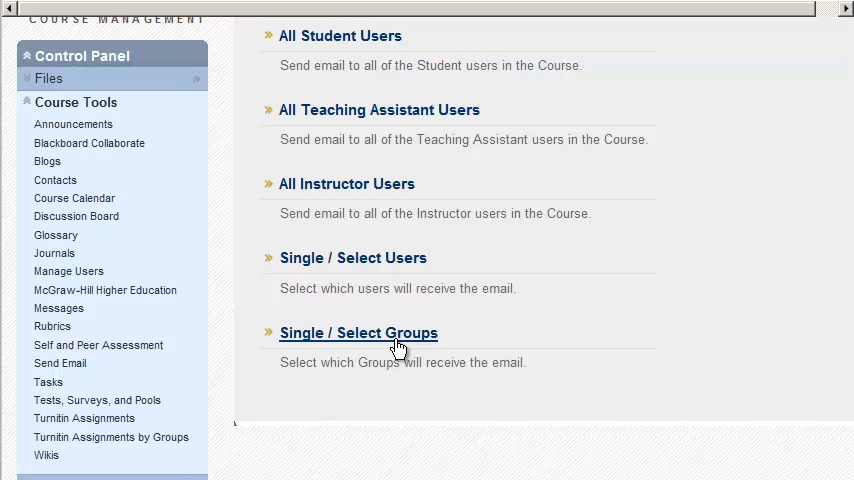 COURSE MANAGEMENT
Control Panel
Files
Course Tools
Announcements
Blackboard Collaborate
Blogs
Contacts
Course Calendar
Discussion Board
Glossary
Journals
Manage Users
McGraw-Hill Higher Education
Messages
Rubrics
Self and Peer Assessment
Send Email
Tasks
Tests, Surveys, and Pools
Turnitin Assignments
Turnitin Assignments by Groups
Wikis
All Student Users
Send email to all of the Student users in the Course.
All Teaching Assistant Users
Send email to all of the Teaching Assistant users in the Course.
All Instructor Users
Send email to all of the Instructor users in the Course.
Single / Select Users
Select which users will receive the email.
Single / Select Groups
Select which Groups will receive the email.